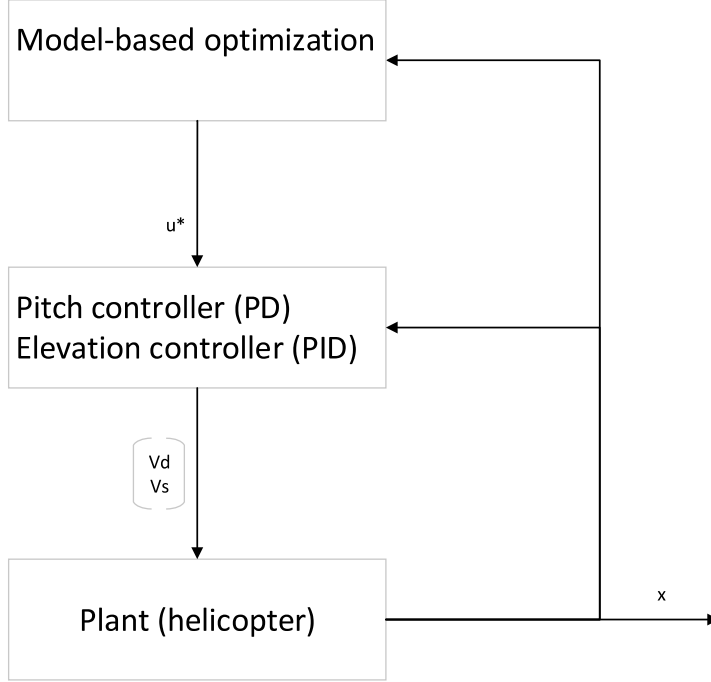 Model-based optimization
u*
Pitch controller (PD)
Elevation controller (PID)
Vd
Vs
Plant (helicopter)
x